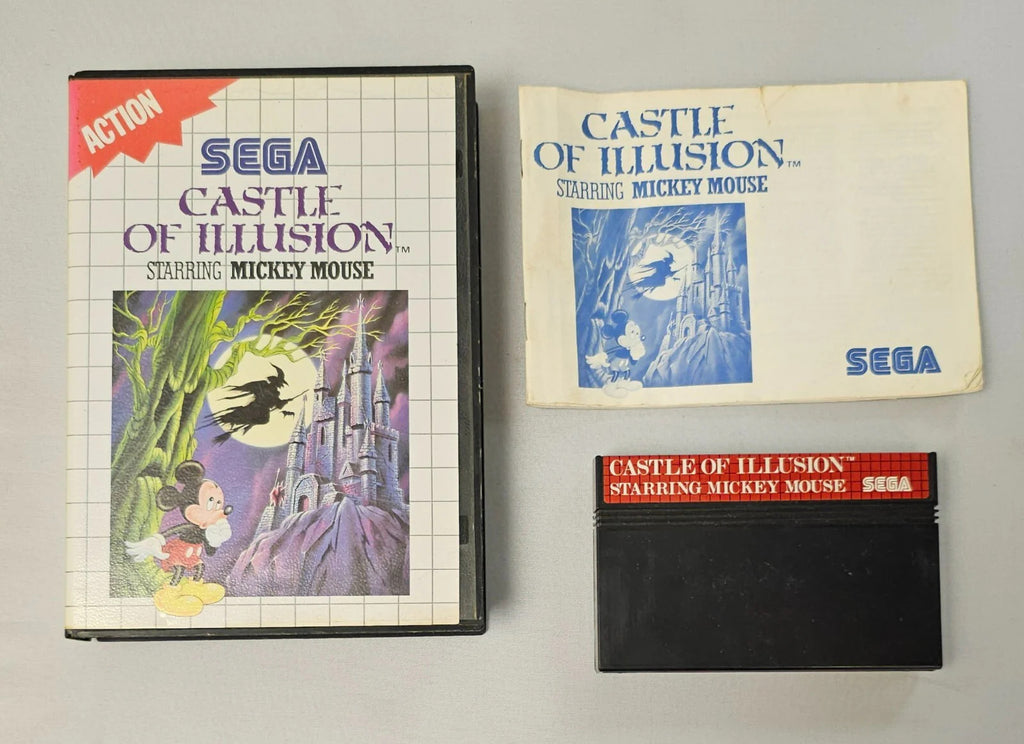 ACTION
SEGA
CASTLE
OF ILLUSION™
STARRING MICKEY MOUSE
CASTLE
OF ILLUSION™
STARRING MICKEY MOUSE
SEGA
CASTLE OF ILLUSION™
STARRING MICKEY MOUSE SEGA